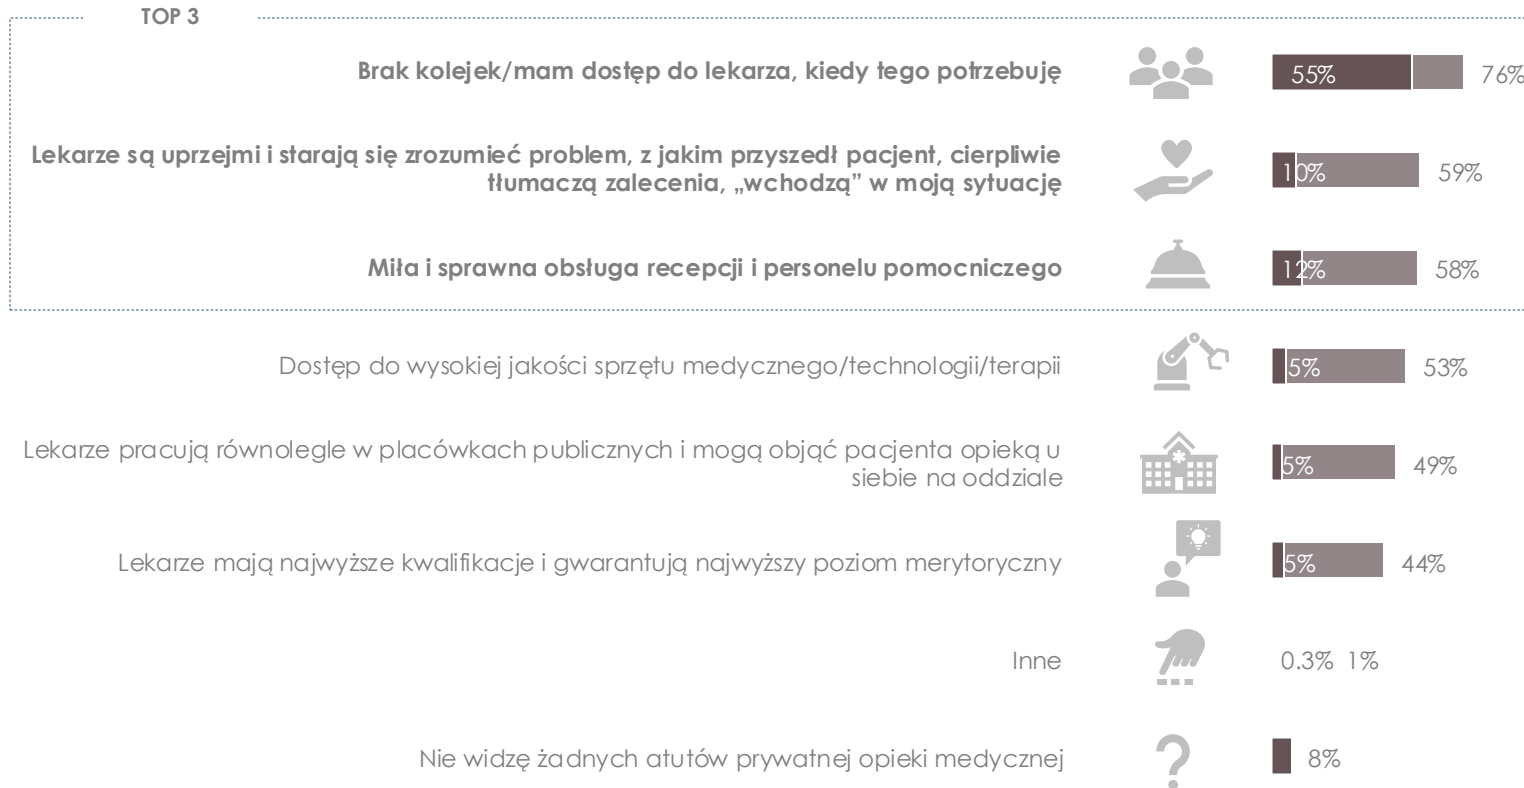 TOP 3
Brak kolejek/mam dostęp do lekarza, kiedy tego potrzebuję
55% 76%
Lekarze są uprzejmi i starają się zrozumieć problem, z jakim przyszedł pacjent, cierpliwie
tłumaczą zalecenia, „wchodzą” w moją sytuację
10% 59%
Miła i sprawna obsługa recepcji i personelu pomocniczego
12% 58%
Dostęp do wysokiej jakości sprzętu medycznego/technologii/terapii
5% 53%
Lekarze pracują równolegle w placówkach publicznych i mogą objąć pacjenta opieką u
siebie na oddziale
5% 49%
Lekarze mają najwyższe kwalifikacje i gwarantują najwyższy poziom merytoryczny
5% 44%
Inne
0.3% 1%
Nie widzę żadnych atutów prywatnej opieki medycznej
8%